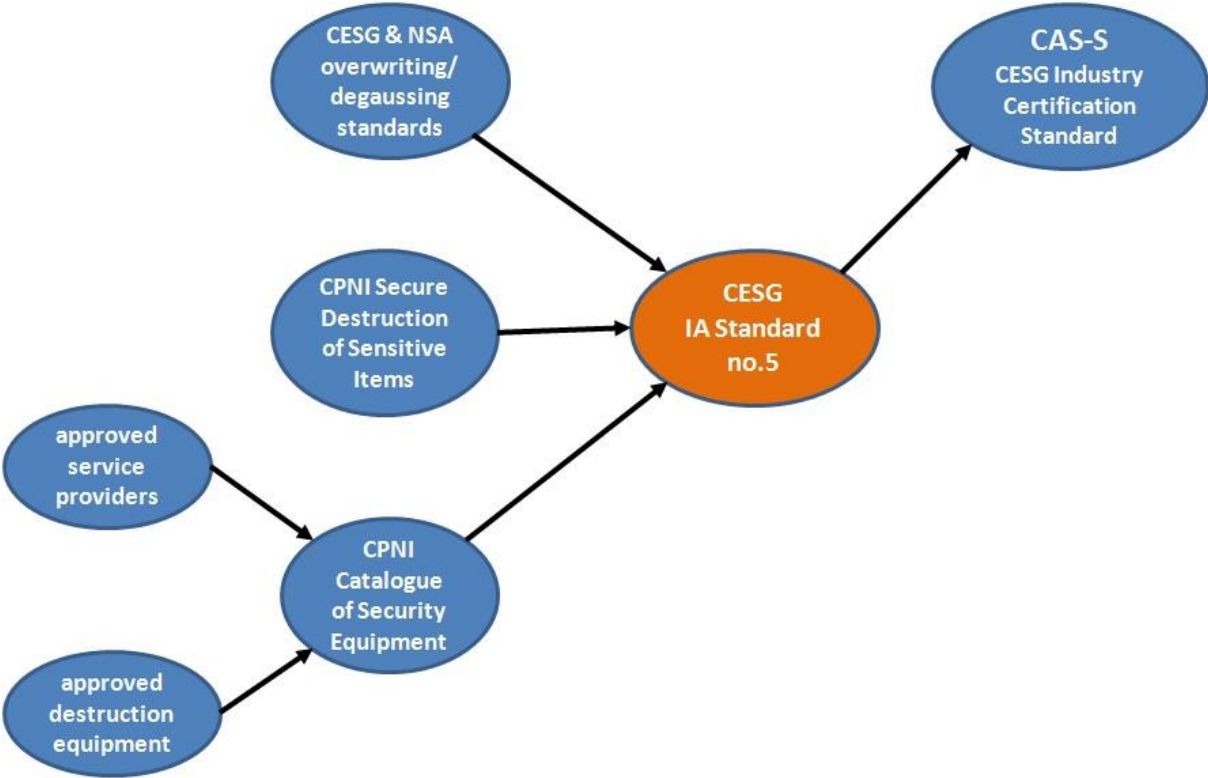 CESG & NSA
overwriting/
degaussing
standards
CAS-S
CESG Industry
Certification
Standard
CPNI Secure
Destruction
of Sensitive
Items
CESG
IA Standard
no.5
approved
service
providers
CPNI
Catalogue
of Security
Equipment
approved
destruction
equipment